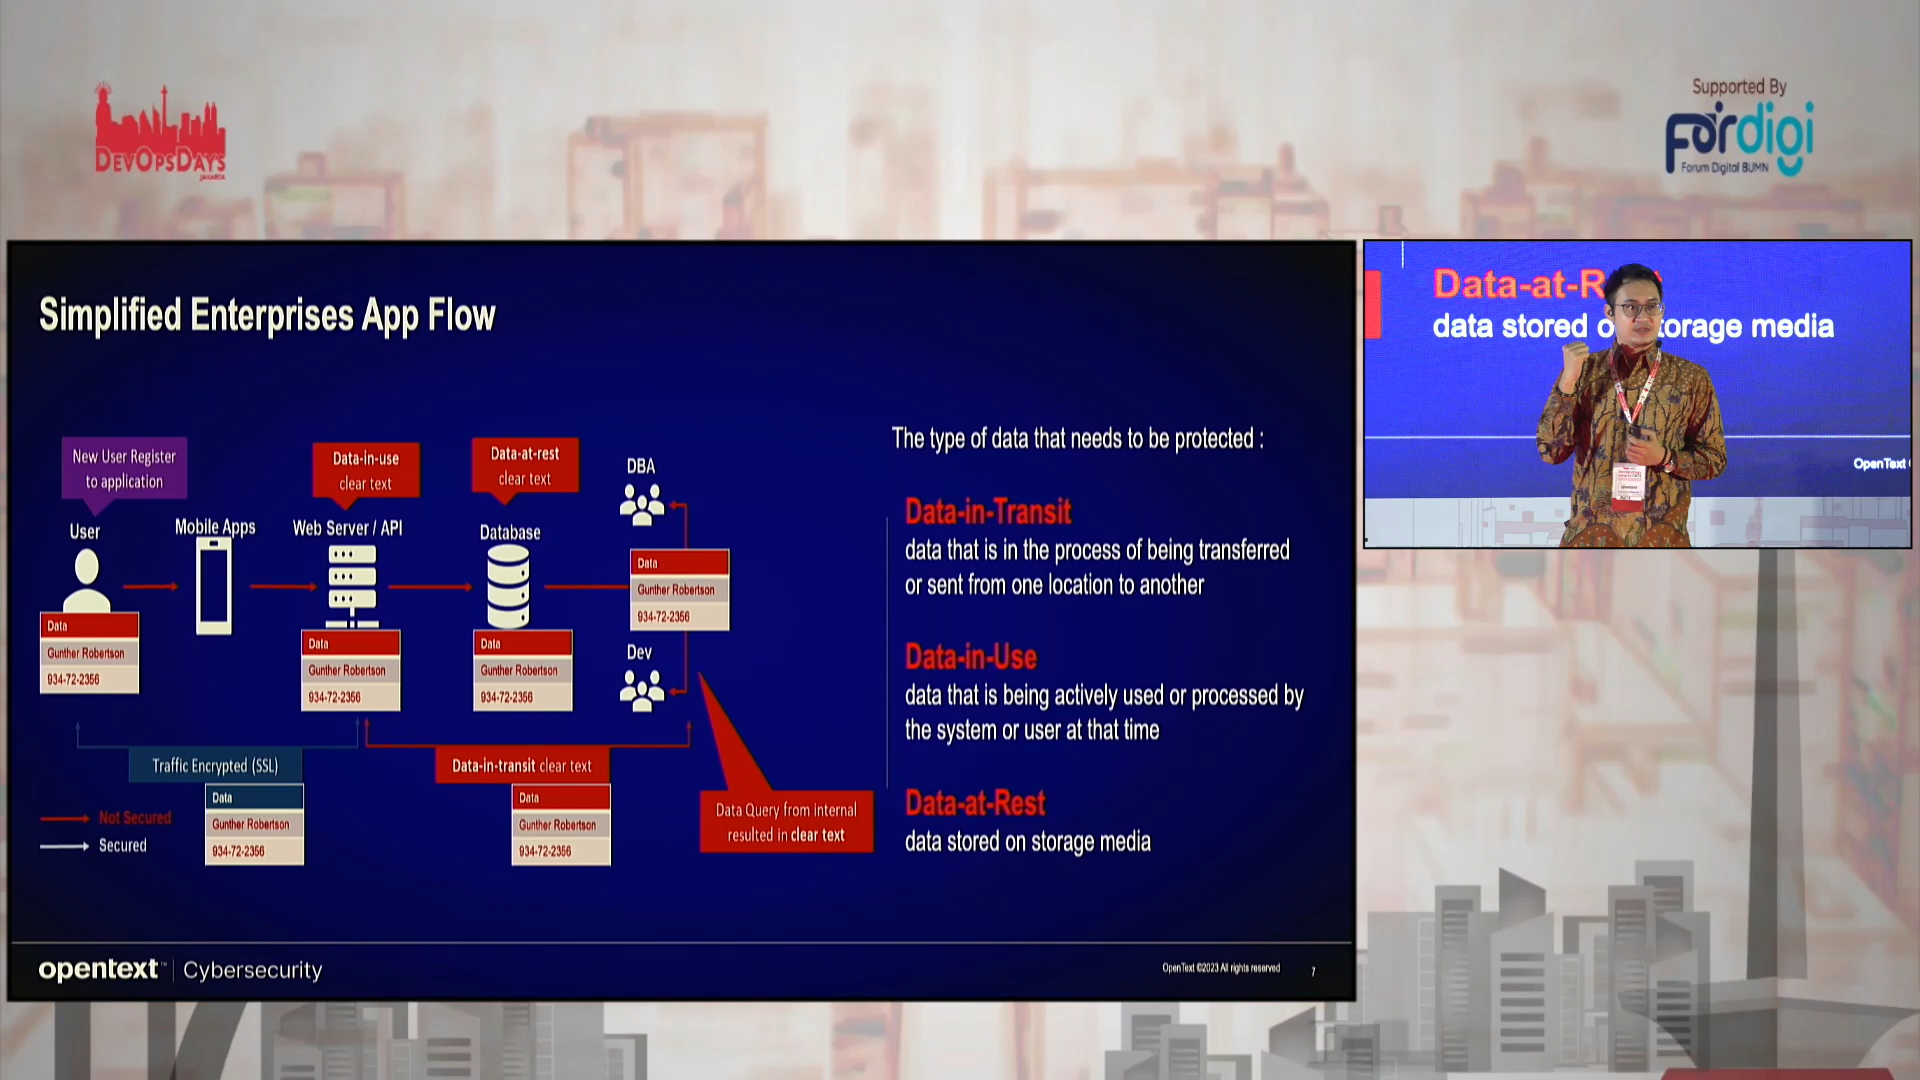 DEVOPSDAYS
JAKARTA
Supported By
Fordigi
Forum Digital BUMN
Simplified Enterprises App Flow
New User Register
to application
Data-in-use
clear text
Data-at-rest
clear text
DBA
User
Mobile Apps
Web Server / API
Database
Data
Gunther Robertson
934-72-2356
Data
Gunther Robertson
934-72-2356
Data
Gunther Robertson
934-72-2356
Data
Gunther Robertson
934-72-2356
Dev
Traffic Encrypted (SSL)
Data
Gunther Robertson
934-72-2356
Data-in-transit clear text
Data
Gunther Robertson
934-72-2356
Data Query from internal
resulted in clear text
Not Secured
Secured
The type of data that needs to be protected :
Data-in-Transit
data that is in the process of being transferred
or sent from one location to another
Data-in-Use
data that is being actively used or processed by
the system or user at that time
Data-at-Rest
data stored on storage media
opentext™ | Cybersecurity
OpenText ©2023 All rights reserved
7
Data-at-R
data stored o torage media
OpenText